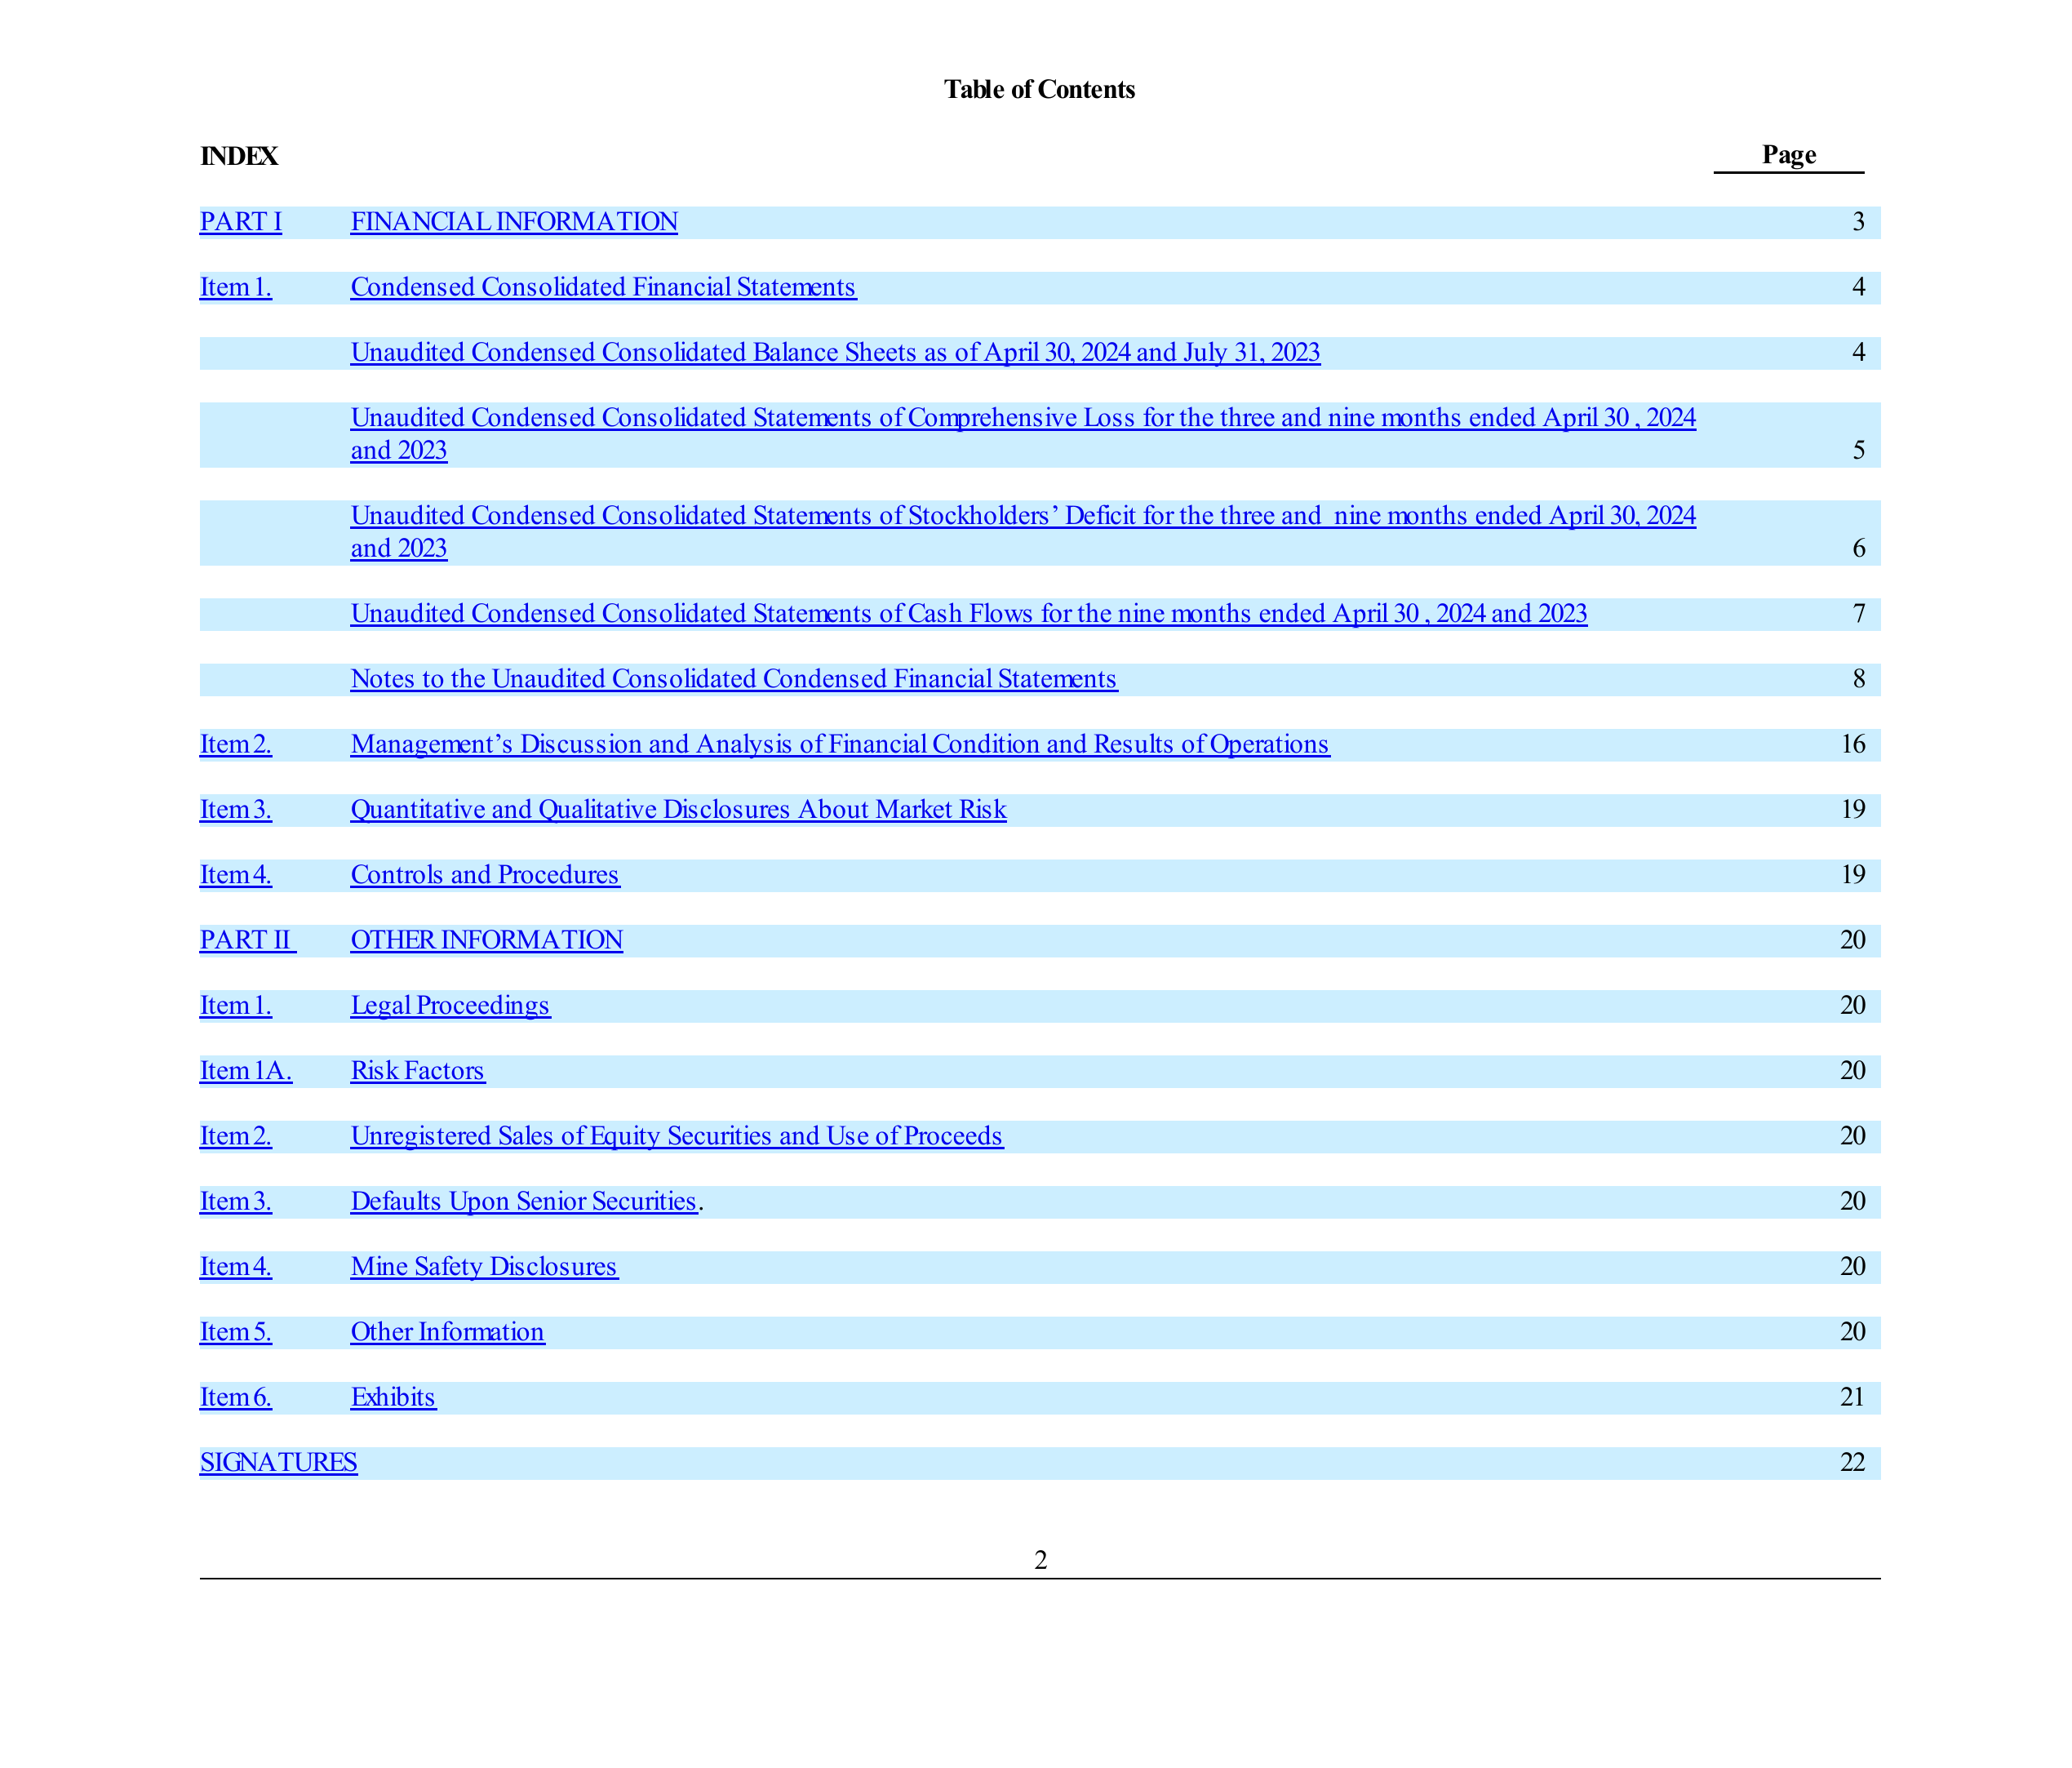 Table of Contents
INDEX Page
PART I FINANCIAL INFORMATION 3
Item 1. Condensed Consolidated Financial Statements 4
Unaudited Condensed Consolidated Balance Sheets as of April 30, 2024 and July 31, 2023 4
Unaudited Condensed Consolidated Statements of Comprehensive Loss for the three and nine months ended April 30 , 2024
and 2023 5
Unaudited Condensed Consolidated Statements of Stockholders’ Deficit for the three and nine months ended April 30, 2024
and 2023 6
Unaudited Condensed Consolidated Statements of Cash Flows for the nine months ended April 30 , 2024 and 2023 7
Notes to the Unaudited Consolidated Condensed Financial Statements 8
Item 2. Management’s Discussion and Analysis of Financial Condition and Results of Operations 16
Item 3. Quantitative and Qualitative Disclosures About Market Risk 19
Item 4. Controls and Procedures 19
PART II OTHER INFORMATION 20
Item 1. Legal Proceedings 20
Item 1A. Risk Factors 20
Item 2. Unregistered Sales of Equity Securities and Use of Proceeds 20
Item 3. Defaults Upon Senior Securities. 20
Item 4. Mine Safety Disclosures 20
Item 5. Other Information 20
Item 6. Exhibits 21
SIGNATURES 22
2